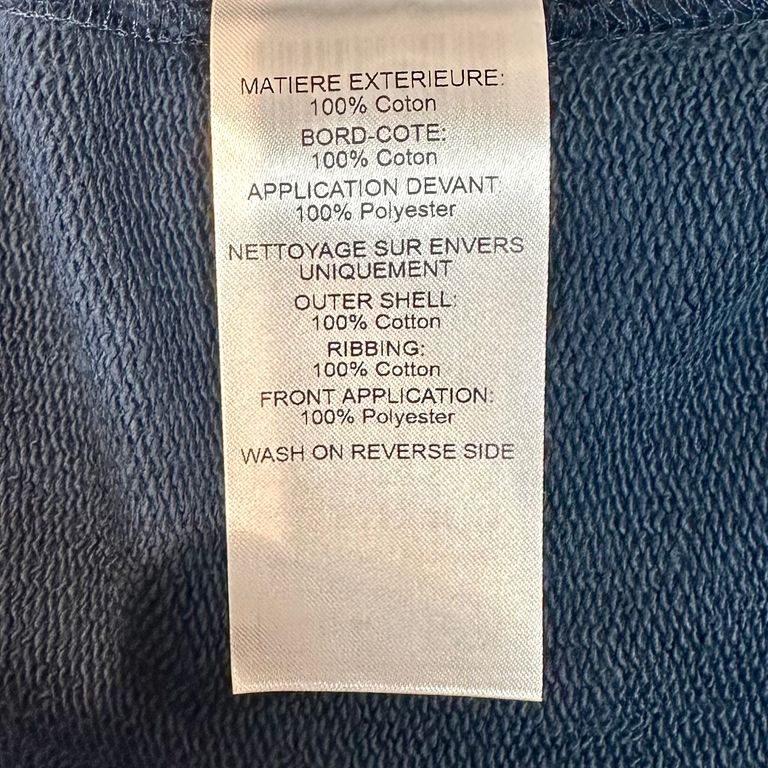 MATIERE EXTERIEURE:
100% Coton
BORD-COTE:
100% Coton
APPLICATION DEVANT
100% Polyester
NETTOYAGE SUR ENVERS
UNIQUEMENT
OUTER SHELL:
100% Cotton
RIBBING:
100% Cotton
FRONT APPLICATION:
100% Polyester
WASH ON REVERSE SIDE